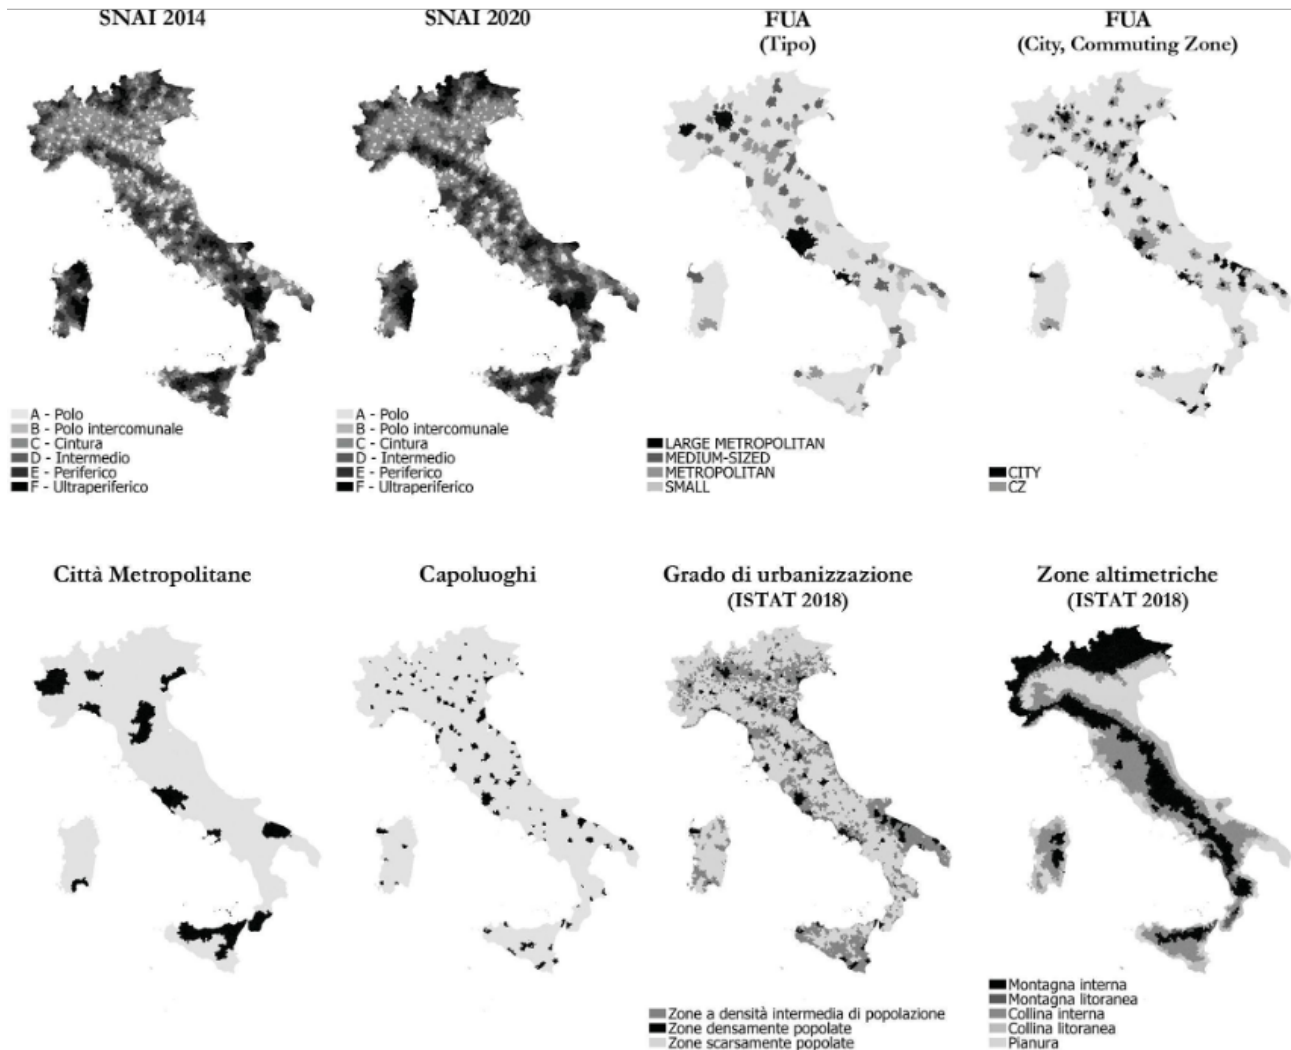 SNAI 2014
SNAI 2020
FUA
(Tipo)
FUA
(City, Commuting Zone)
A - Polo
B - Polo intercomunale
C - Cintura
D - Intermedio
E - Periferico
F - Ultraperiferico
A - Polo
B - Polo intercomunale
C - Cintura
D - Intermedio
E - Periferico
F - Ultraperiferico
LARGE METROPOLITAN
MEDIUM-SIZED
METROPOLITAN
SMALL
CITY
CZ
Città Metropolitane
Capoluoghi
Grado di urbanizzazione
(ISTAT 2018)
Zone altimetriche
(ISTAT 2018)
Zone a densità intermedia di popolazione
Zone densamente popolate
Zone scarsamente popolate
Montagna interna
Montagna litoranea
Collina interna
Collina litoranea
Pianura